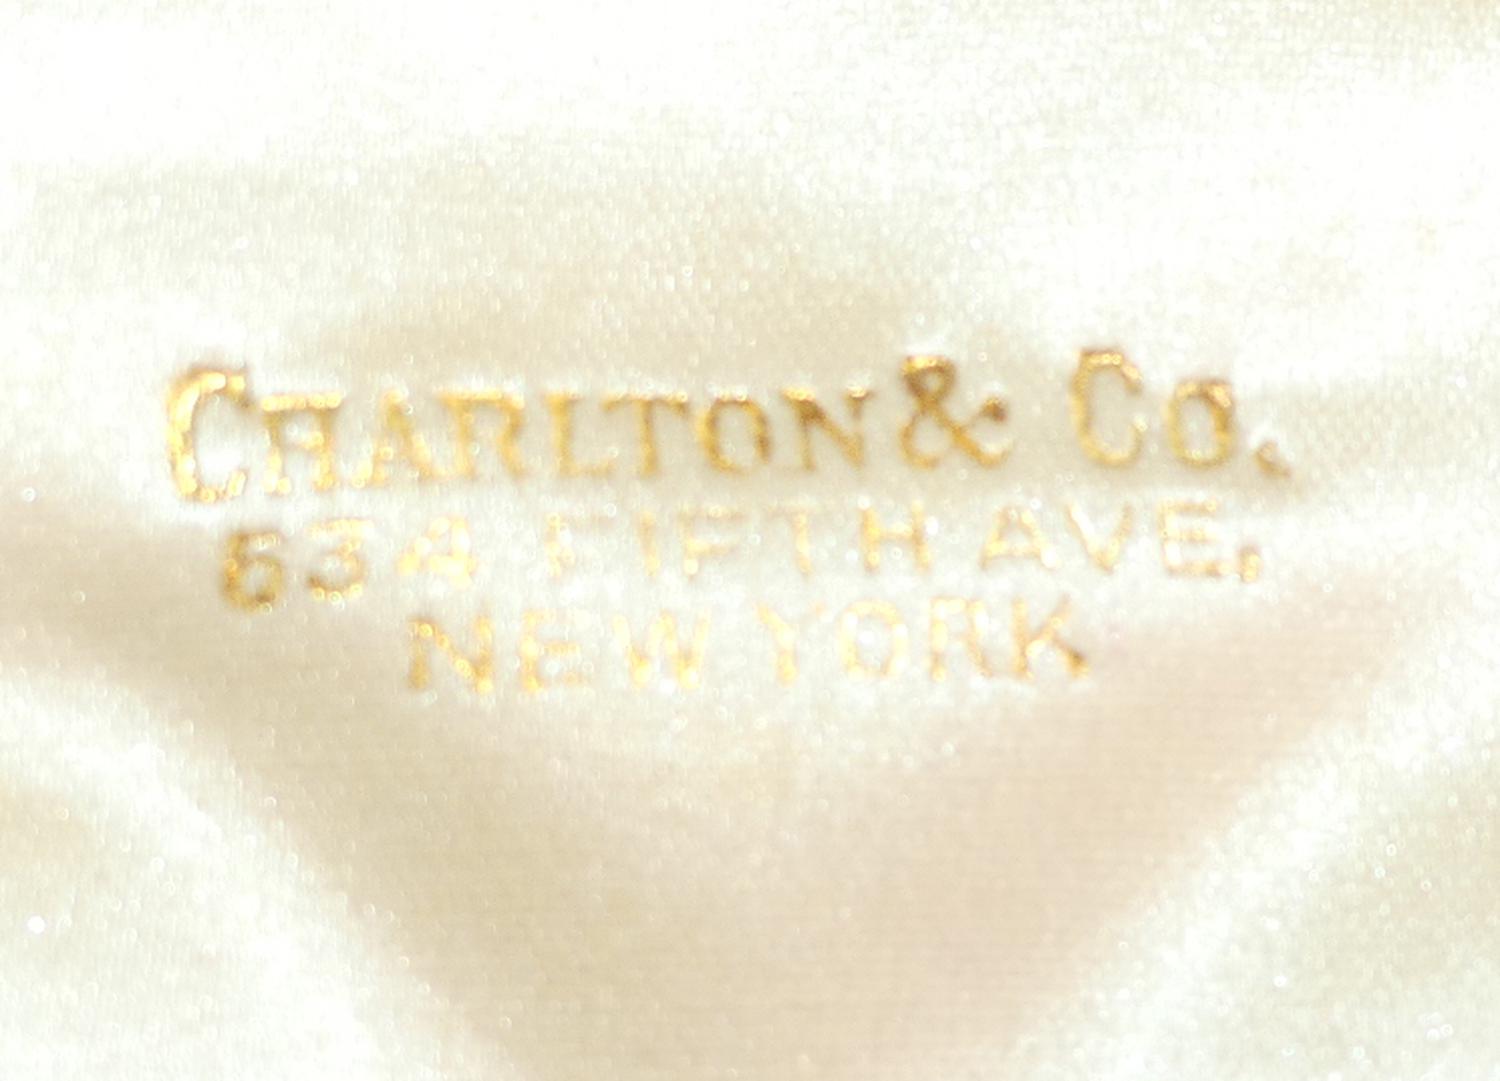 CHARLTON & CO.
634 FIFTH AVE,
NEW YORK